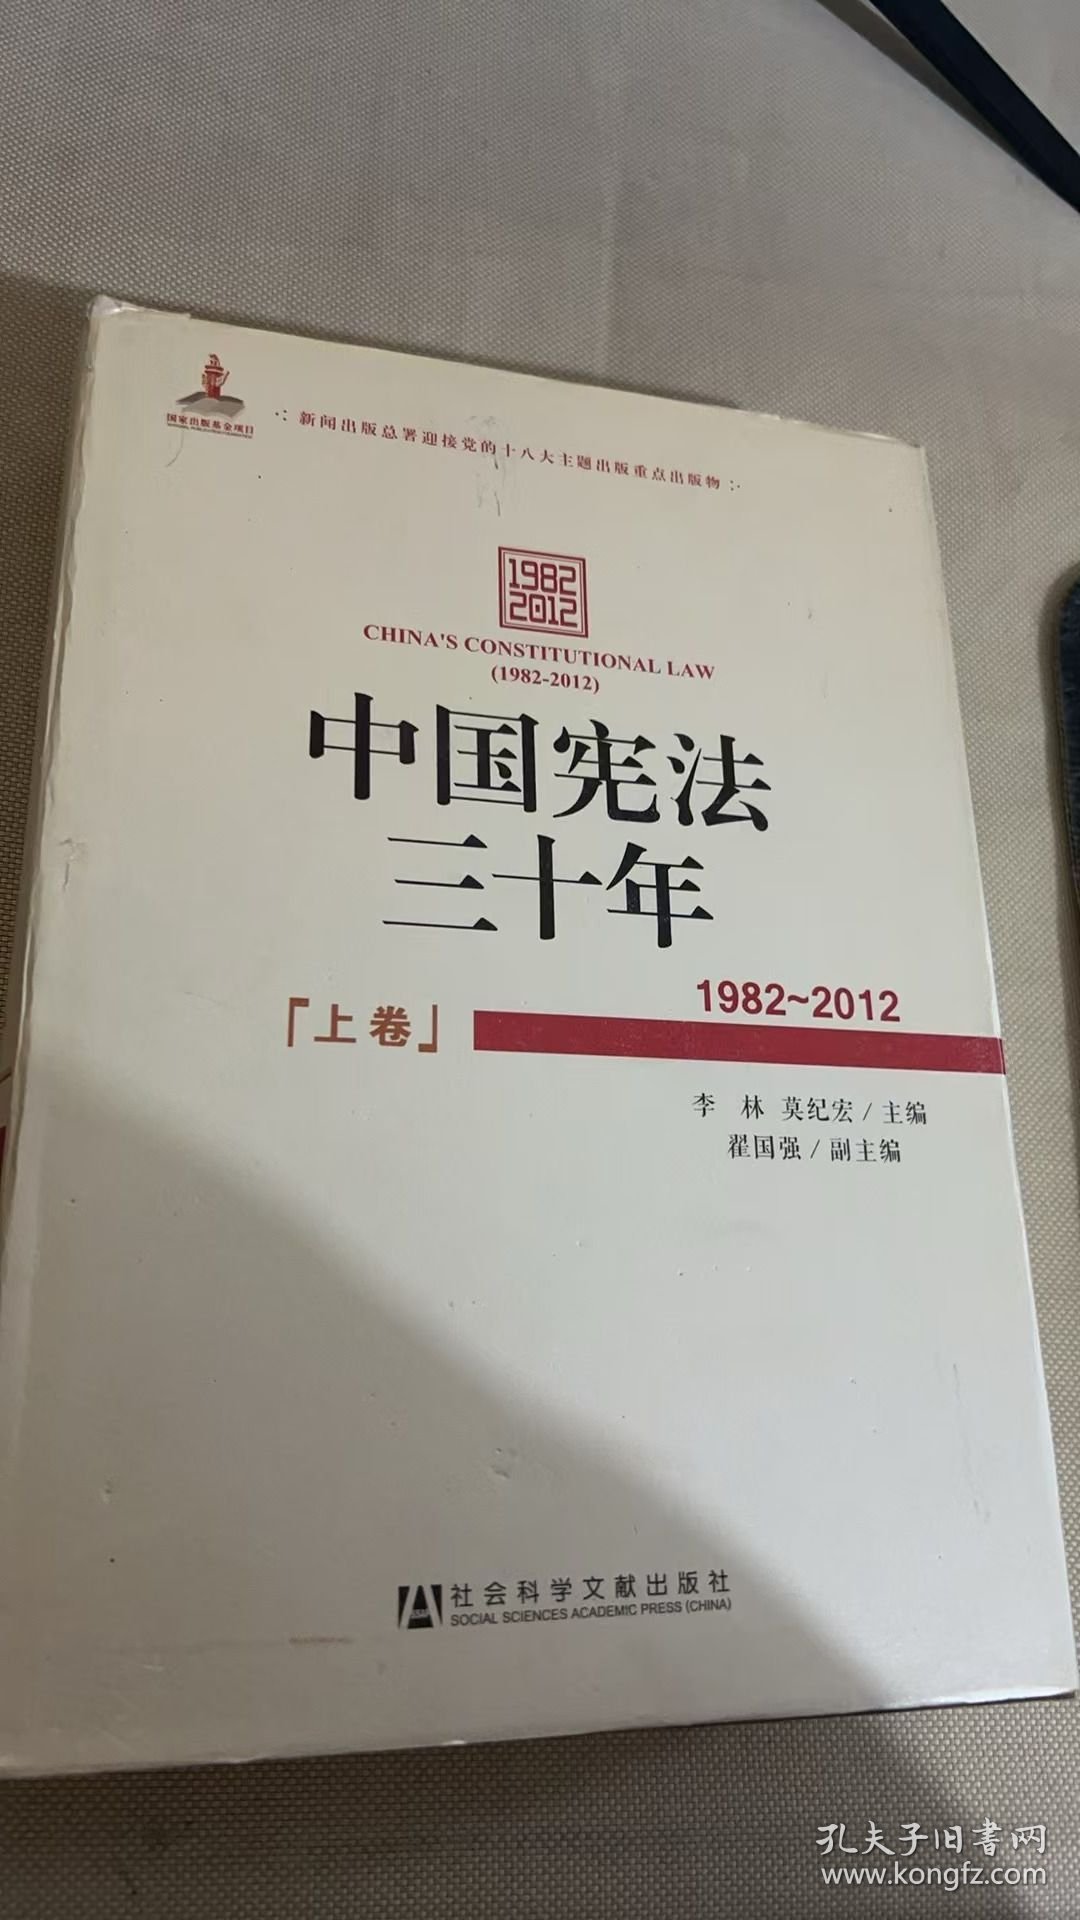 国家出版基金项目
NATIONAL PUBLICATION FOUNDATION
新闻出版总署迎接党的十八大主题出版重点出版物
1982
2012
CHINA'S CONSTITUTIONAL LAW
(1982-2012)
中国宪法
三十年
1982~2012
「上卷」
李 林 莫纪宏 / 主编
翟国强 / 副主编
社会科学文献出版社
SOCIAL SCIENCES ACADEMIC PRESS (CHINA)
孔夫子旧书网
www.kongfz.com